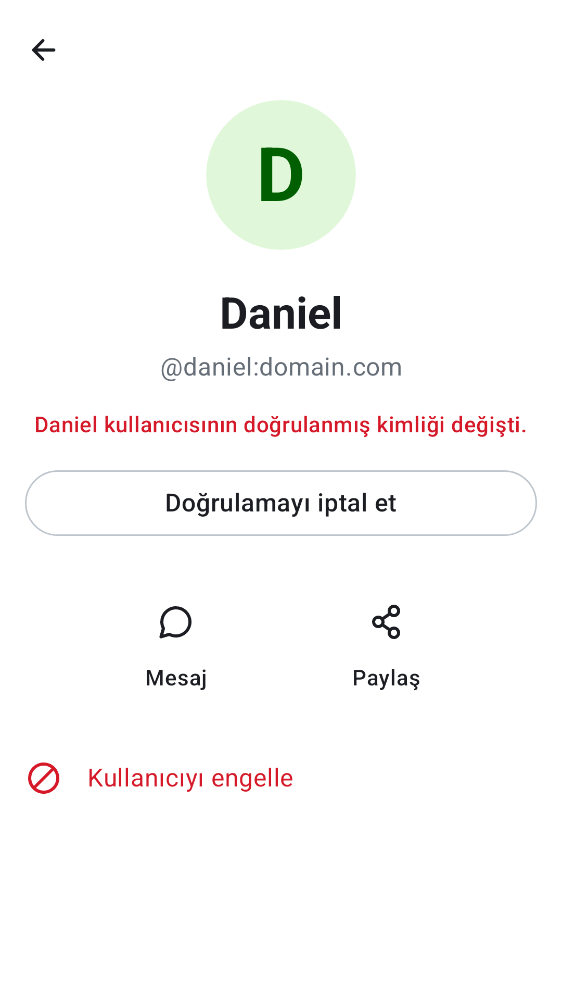 D
Daniel
@daniel:domain.com
Daniel kullanıcısının doğrulanmış kimliği değişti.
Doğrulamayı iptal et
Mesaj
Paylaş
Kullanıcıyı engelle